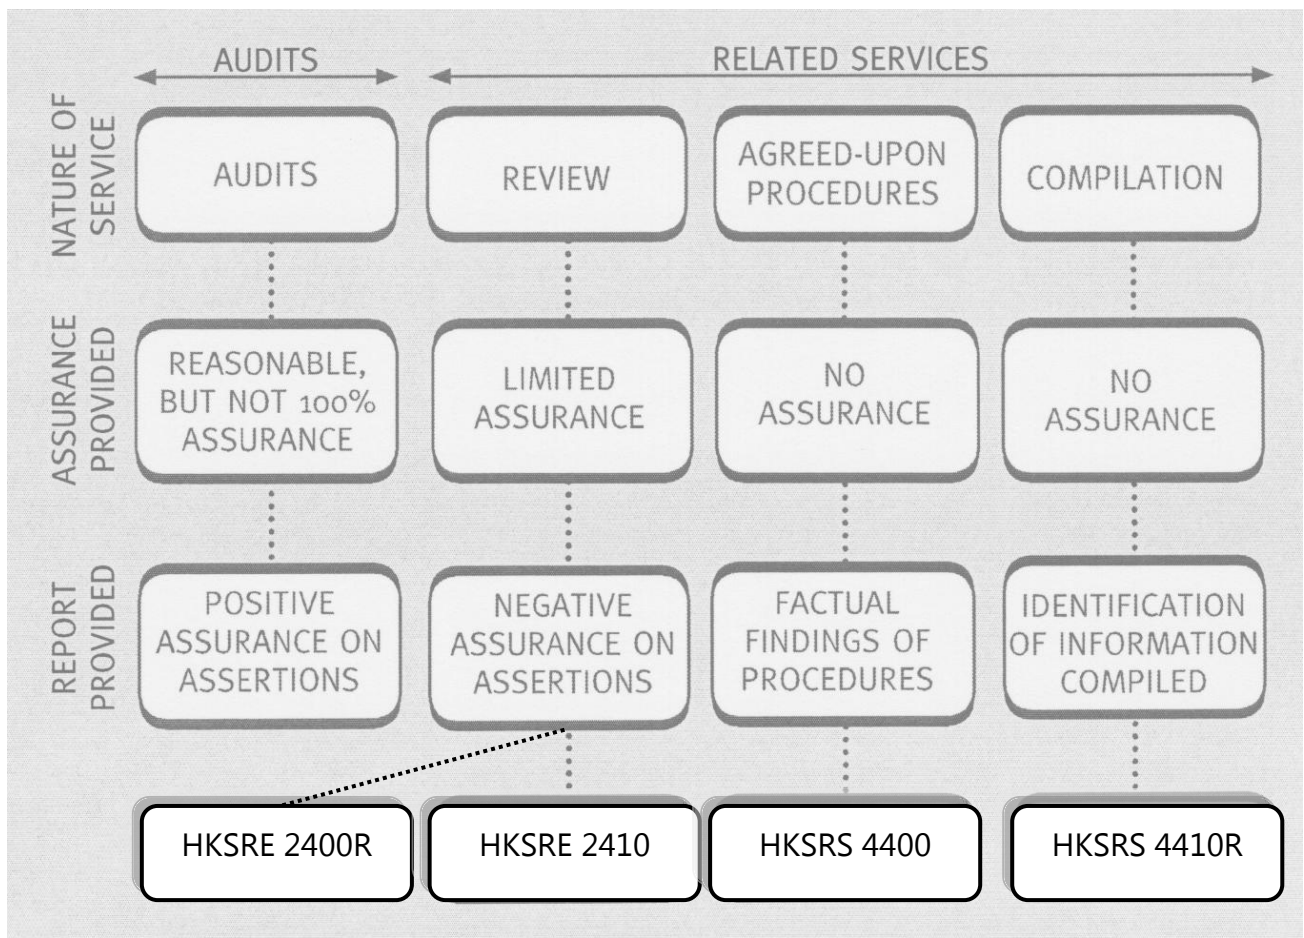 AUDITS
RELATED SERVICES
NATURE OF
SERVICE
AUDITS
REVIEW
AGREED-UPON
PROCEDURES
COMPILATION
ASSURANCE
PROVIDED
REASONABLE,
BUT NOT 100%
ASSURANCE
LIMITED
ASSURANCE
NO
ASSURANCE
NO
ASSURANCE
REPORT
PROVIDED
POSITIVE
ASSURANCE ON
ASSERTIONS
NEGATIVE
ASSURANCE ON
ASSERTIONS
FACTUAL
FINDINGS OF
PROCEDURES
IDENTIFICATION
OF INFORMATION
COMPILED
HKSRE 2400R
HKSRE 2410
HKSRS 4400
HKSRS 4410R